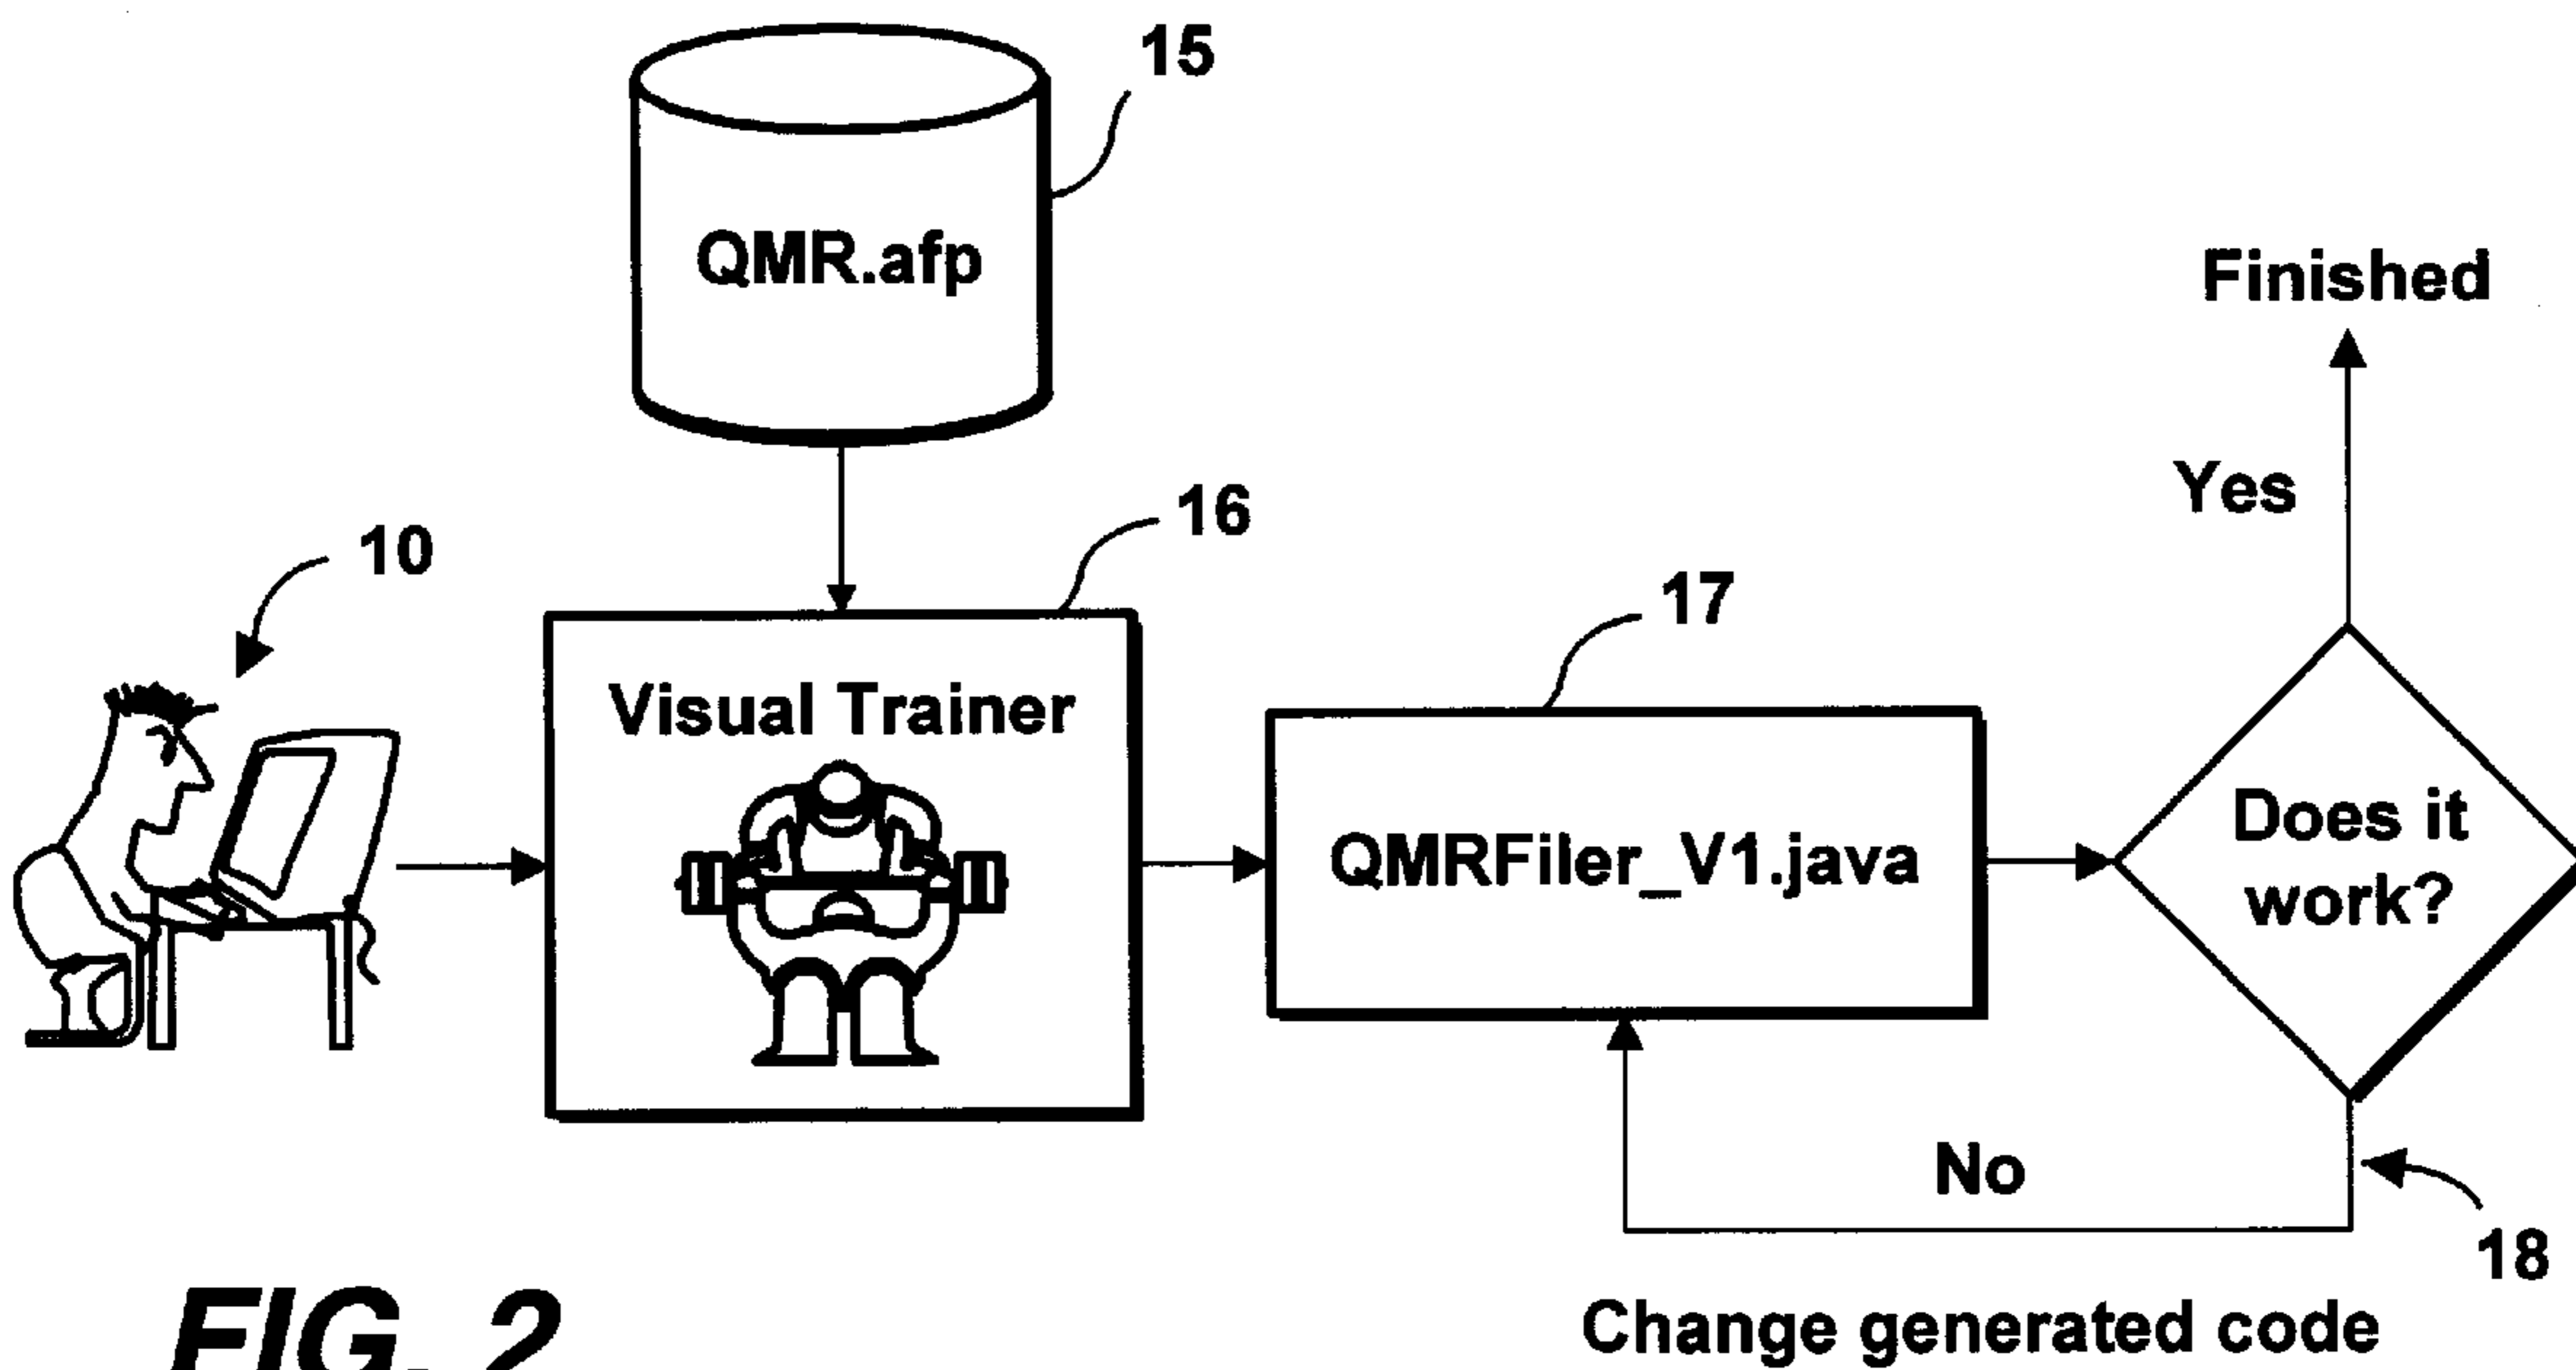 15
QMR.afp
Finished
Yes
16
10
17
Visual Trainer
QMRFiler_V1.java
Does it
work?
No
18
Change generated code
FIG. 2